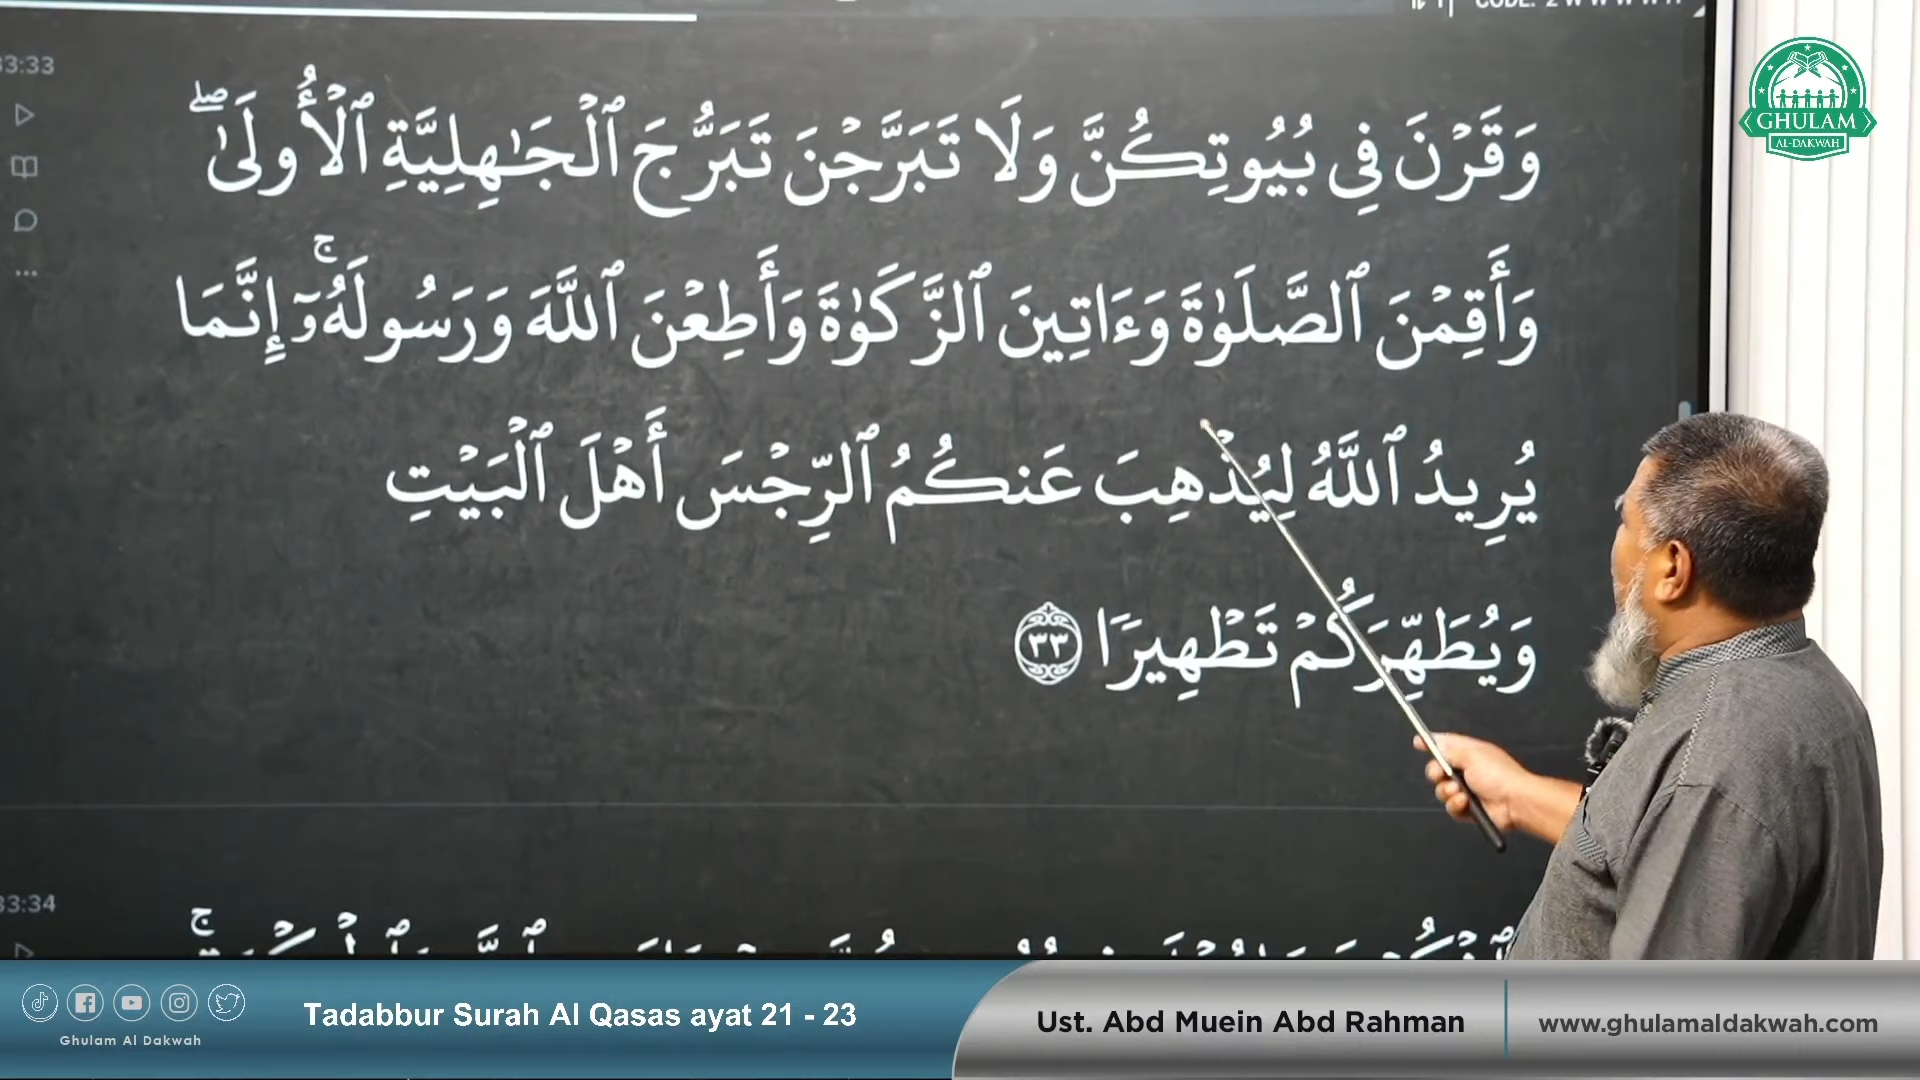 33:33
CODE: 2
GHULAM
AL-DAKWAH
وَقَرْنَ فِى بُيُوتِكُنَّ وَلَا تَبَرَّجْنَ تَبَرُّجَ ٱلْجَـٰهِلِيَّةِ ٱلْأُولَىٰ ۖ
وَأَقِمْنَ ٱلصَّلَوٰةَ وَءَاتِينَ ٱلزَّكَوٰةَ وَأَطِعْنَ ٱللَّهَ وَرَسُولَهُۥٓ ۚ إِنَّمَا
يُرِيدُ ٱللَّهُ لِيُذْهِبَ عَنكُمُ ٱلرِّجْسَ أَهْلَ ٱلْبَيْتِ
وَيُطَهِّرَكُمْ تَطْهِيرًا ٣٣
33:34
Ghulam Al Dakwah
Tadabbur Surah Al Qasas ayat 21 - 23
Ust. Abd Muein Abd Rahman
www.ghulamaldakwah.com